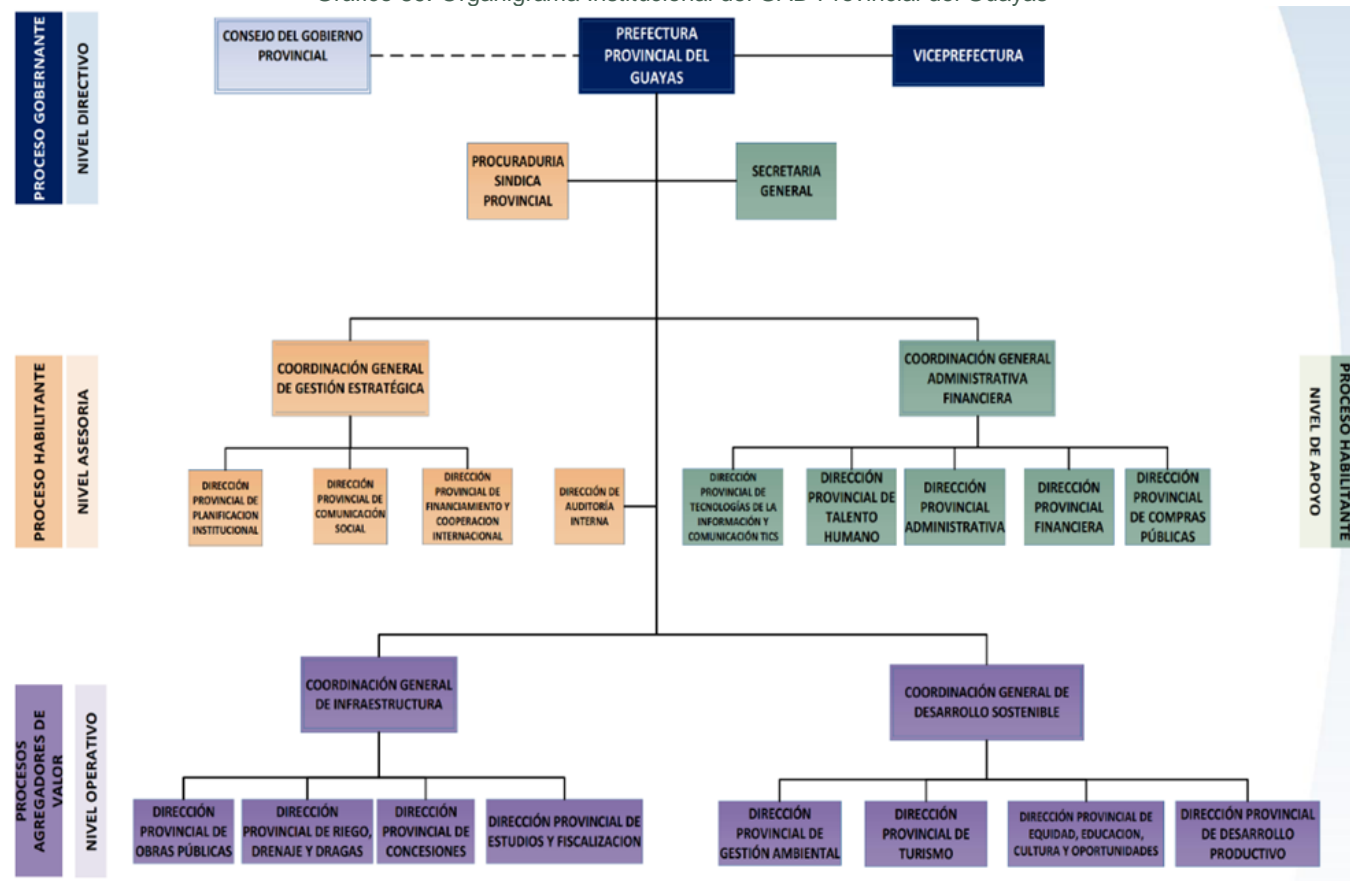 PROCESO GOBERNANTE
NIVEL DIRECTIVO
CONSEJO DEL GOBIERNO
PROVINCIAL
PREFECTURA
PROVINCIAL DEL
GUAYAS
VICEPREFECTURA
PROCURADURIA
SINDICA
PROVINCIAL
SECRETARIA
GENERAL
PROCESO HABILITANTE
NIVEL ASESORIA
COORDINACIÓN GENERAL
DE GESTIÓN ESTRATÉGICA
COORDINACIÓN GENERAL
ADMINISTRATIVA
FINANCIERA
PROCESO HABILITANTE
NIVEL DE APOYO
DIRECCIÓN
PROVINCIAL DE
PLANIFICACION
INSTITUCIONAL
DIRECCIÓN
PROVINCIAL DE
COMUNICACIÓN
SOCIAL
DIRECCIÓN
PROVINCIAL DE
FINANCIAMIENTO Y
COOPERACION
INTERNACIONAL
DIRECCIÓN DE
AUDITORÍA
INTERNA
DIRECCIÓN
PROVINCIAL DE
TECNOLOGÍAS DE LA
INFORMACIÓN Y
COMUNICACIÓN TICS
DIRECCIÓN
PROVINCIAL DE
TALENTO
HUMANO
DIRECCIÓN
PROVINCIAL
ADMINISTRATIVA
DIRECCIÓN
PROVINCIAL
FINANCIERA
DIRECCIÓN
PROVINCIAL
DE COMPRAS
PÚBLICAS
PROCESOS
AGREGADORES DE
VALOR
NIVEL OPERATIVO
COORDINACIÓN GENERAL
DE INFRAESTRUCTURA
COORDINACIÓN GENERAL DE
DESARROLLO SOSTENIBLE
DIRECCIÓN
PROVINCIAL DE
OBRAS PÚBLICAS
DIRECCIÓN
PROVINCIAL DE RIEGO,
DRENAJE Y DRAGAS
DIRECCIÓN
PROVINCIAL DE
CONCESIONES
DIRECCIÓN PROVINCIAL DE
ESTUDIOS Y FISCALIZACION
DIRECCIÓN
PROVINCIAL DE
GESTIÓN AMBIENTAL
DIRECCIÓN
PROVINCIAL DE
TURISMO
DIRECCIÓN PROVINCIAL DE
EQUIDAD, EDUCACION,
CULTURA Y OPORTUNIDADES
DIRECCIÓN PROVINCIAL
DE DESARROLLO
PRODUCTIVO